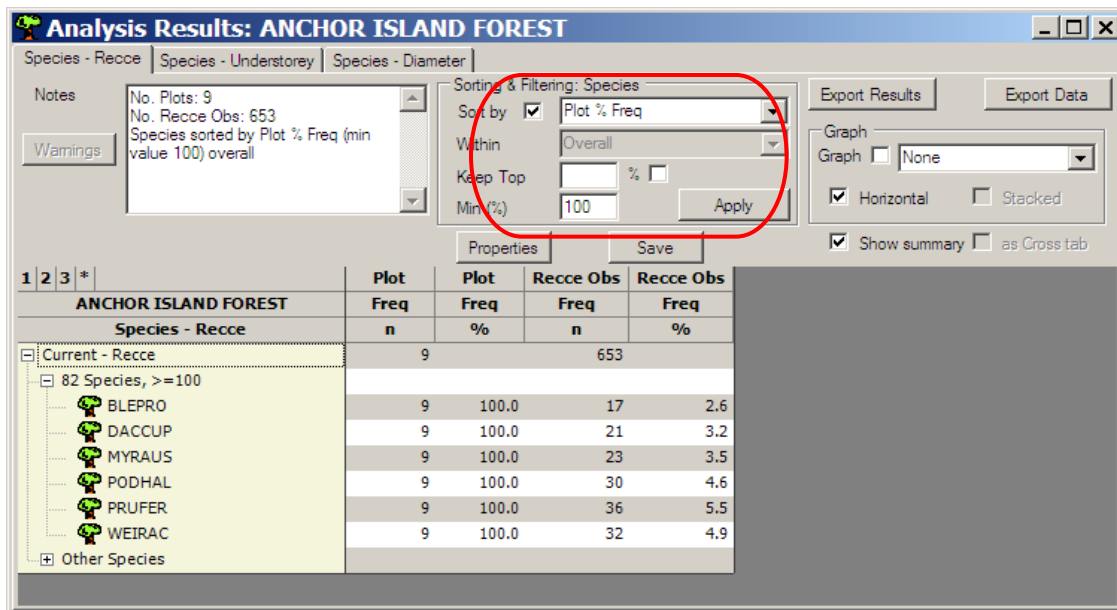 Analysis Results: ANCHOR ISLAND FOREST
Species - Recce Species - Understorey Species - Diameter
Notes
No. Plots: 9
No. Recce Obs: 653
Species sorted by Plot % Freq (min
value 100) overall
Warnings
Sorting & Filtering: Species
Sort by Plot % Freq
Within Overall
Keep Top %
Min (%) 100 Apply
Properties Save
Export Results Export Data
Graph
Graph None
Horizontal Stacked
Show summary as Cross tab
1 2 3 * Plot Plot Recce Obs Recce Obs
ANCHOR ISLAND FOREST Freq Freq Freq Freq
Species - Recce n % n %
Current - Recce 9 653
82 Species, >=100
BLEPRO 9 100.0 17 2.6
DACCUP 9 100.0 21 3.2
MYRAUS 9 100.0 23 3.5
PODHAL 9 100.0 30 4.6
PRUFER 9 100.0 36 5.5
WEIRAC 9 100.0 32 4.9
Other Species